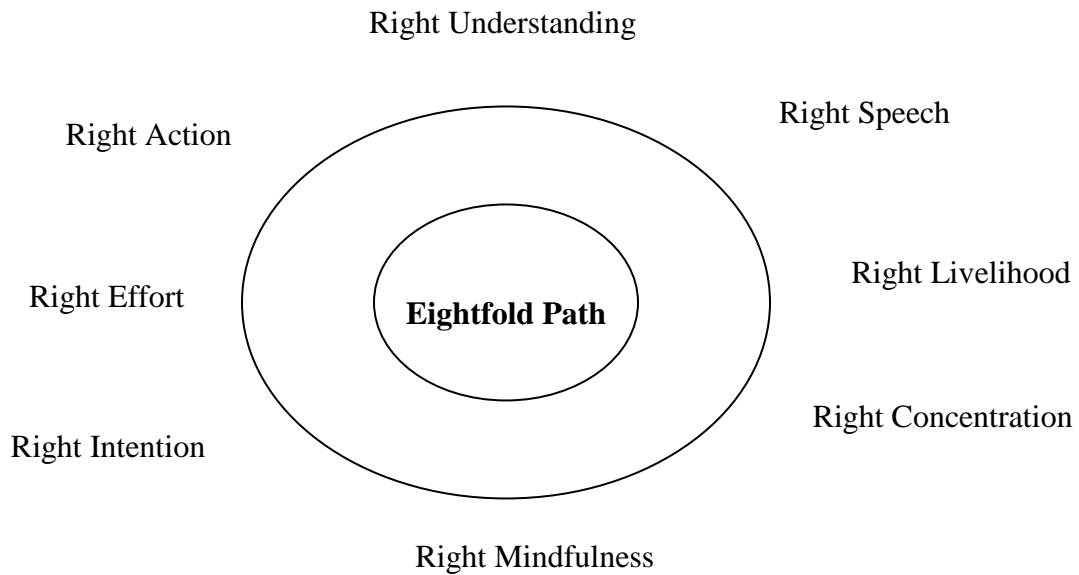 Right Understanding
Right Speech
Right Action
Right Livelihood
Right Effort
Eightfold Path
Right Concentration
Right Intention
Right Mindfulness